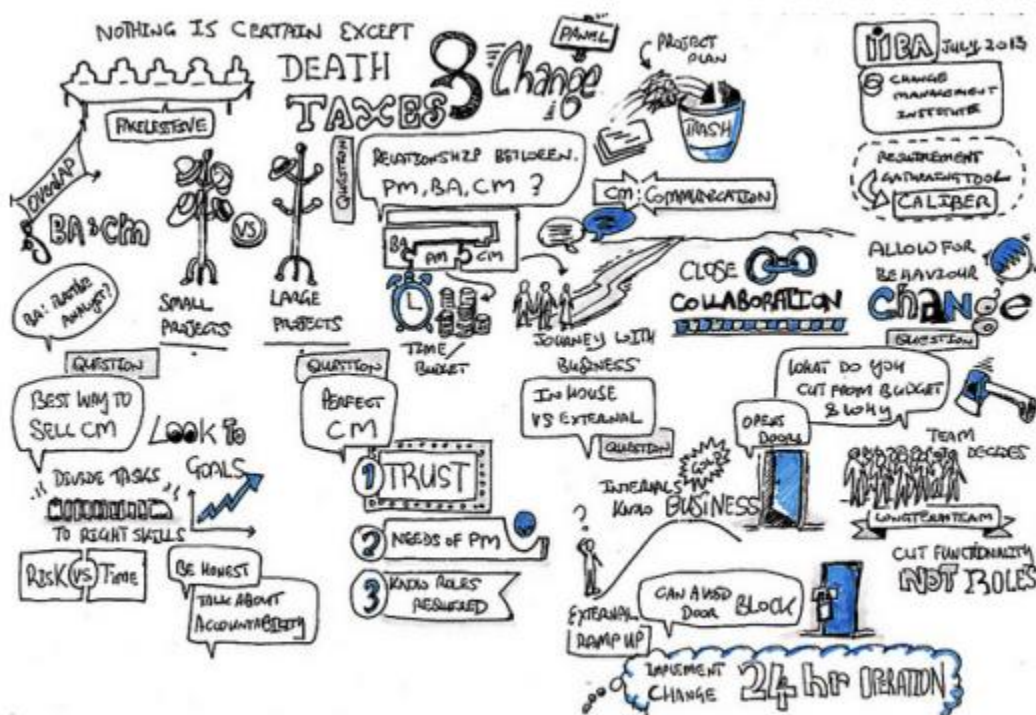 NOTHING IS CERTAIN EXCEPT
DEATH
TAXES
& Change
PANEL
PROJECT
PLAN
TRASH
iiBA JULY 2013
CHANGE
MANAGEMENT
INSTITUTE
OVERLAP
BA & CM
VS
SMALL
PROJECTS
LARGE
PROJECTS
QUESTION
RELATIONSHIP BETWEEN
PM, BA, CM?
BA PM CM
TIME/
BUDGET
CM: COMMUNICATION
JOURNEY WITH
BUSINESS
CLOSE
COLLABORATION
REQUIREMENT
GATHERING TOOL
CALIBER
ALLOW FOR
BEHAVIOUR
Change
QUESTION
BEST WAY TO
SELL CM
LOOK TO
GOALS
DIVIDE TASKS
TO RIGHT SKILLS
RISK VS TIME
BE HONEST
TALK ABOUT
ACCOUNTABILITY
QUESTION
PERFECT
CM
1 TRUST
2 NEEDS OF PM
3 KNOW ROLES
REQUIRED
IN HOUSE
VS EXTERNAL
QUESTION
INTERNALS
KNOW BUSINESS
OPENS
DOORS
?
EXTERNAL
RAMP UP
CAN AVOID
DOOR BLOCK
IMPLEMENT
CHANGE 24hr OPERATION
QUESTION
WHAT DO YOU
CUT FROM BUDGET
& WHY
TEAM
DECIDES
LONGTERM TEAM
CUT FUNCTIONALITY
NOT ROLES